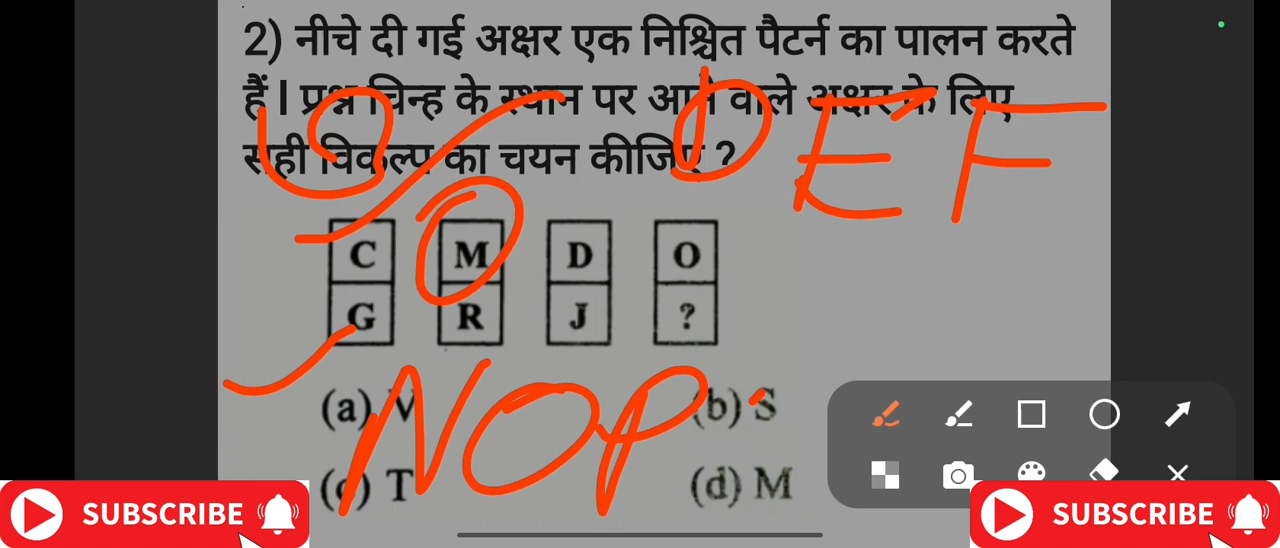 2) नीचे दी गई अक्षर एक निश्चित पैटर्न का पालन करते
हैं I प्रश्न चिन्ह के स्थान पर आने वाले अक्षर के लिए
सही विकल्प का चयन कीजिए ?
D E F
C M D O
G R J ?
N O P
(a) V (b) S
(c) T (d) M
SUBSCRIBE SUBSCRIBE